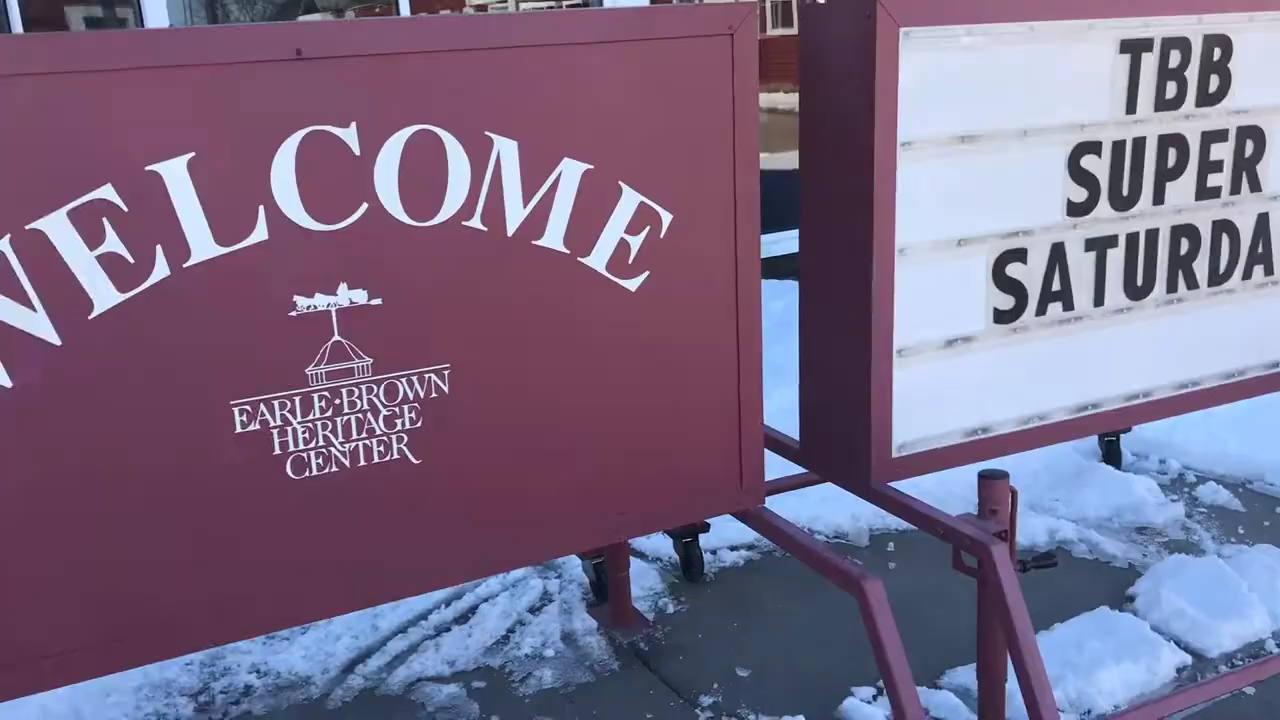 WELCOME
EARLE•BROWN
HERITAGE
CENTER
TBB
SUPER
SATURDA